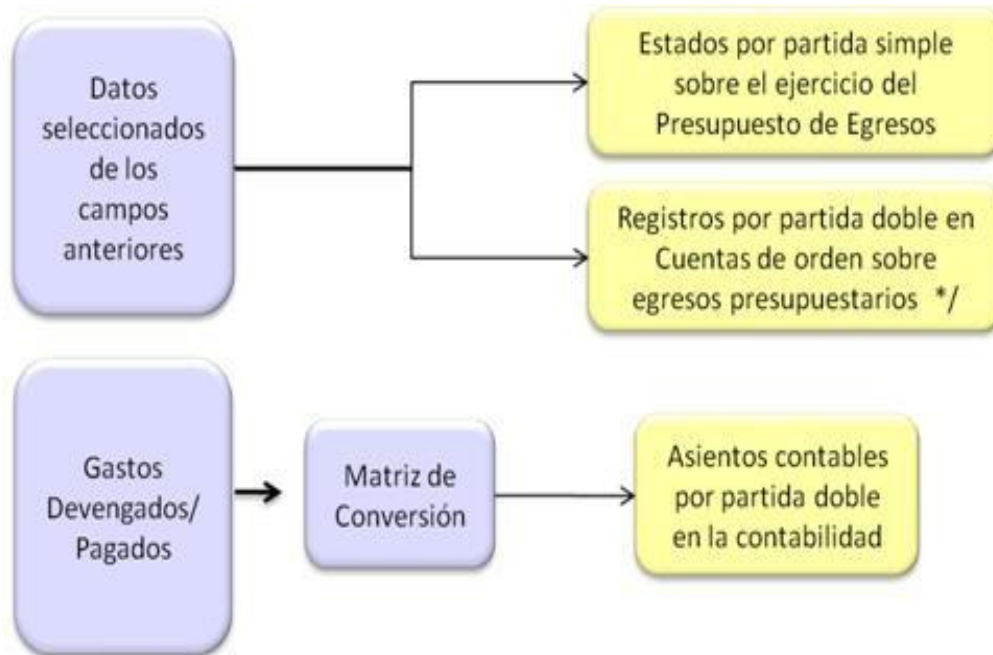 Datos
seleccionados
de los
campos
anteriores
Estados por partida simple
sobre el ejercicio del
Presupuesto de Egresos
Registros por partida doble en
Cuentas de orden sobre
egresos presupuestarios */
Gastos
Devengados/
Pagados
Matriz de
Conversión
Asientos contables
por partida doble
en la contabilidad